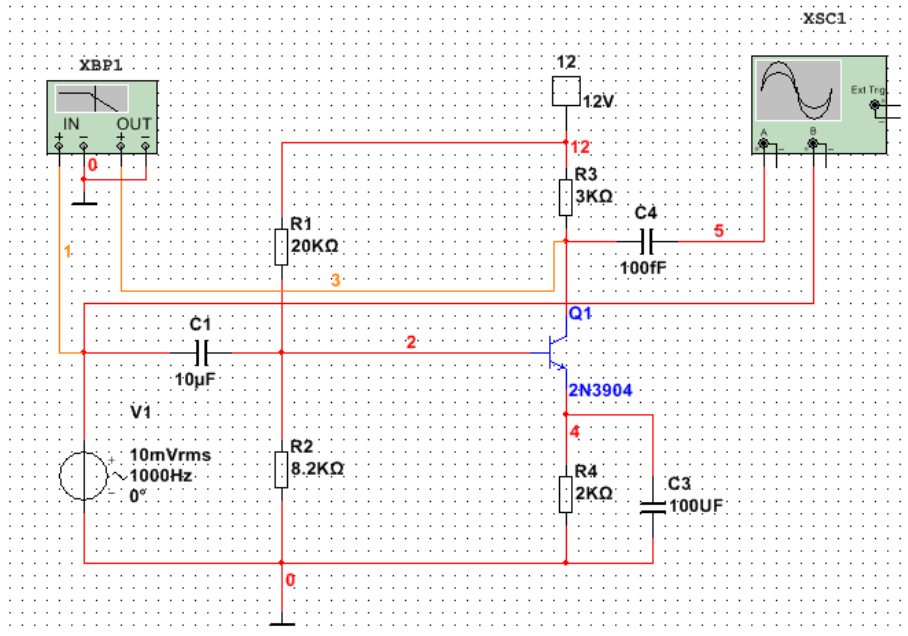 XSC1
XBP1
Ext Trig
IN OUT
+ - + -
A B
12
12V
0
12
R3
3KΩ
C4
5
100fF
R1
20KΩ
1
3
Q1
C1
2
10µF
2N3904
V1
4
10mVrms
1000Hz
0°
R2
8.2KΩ
R4
2KΩ
C3
100UF
0